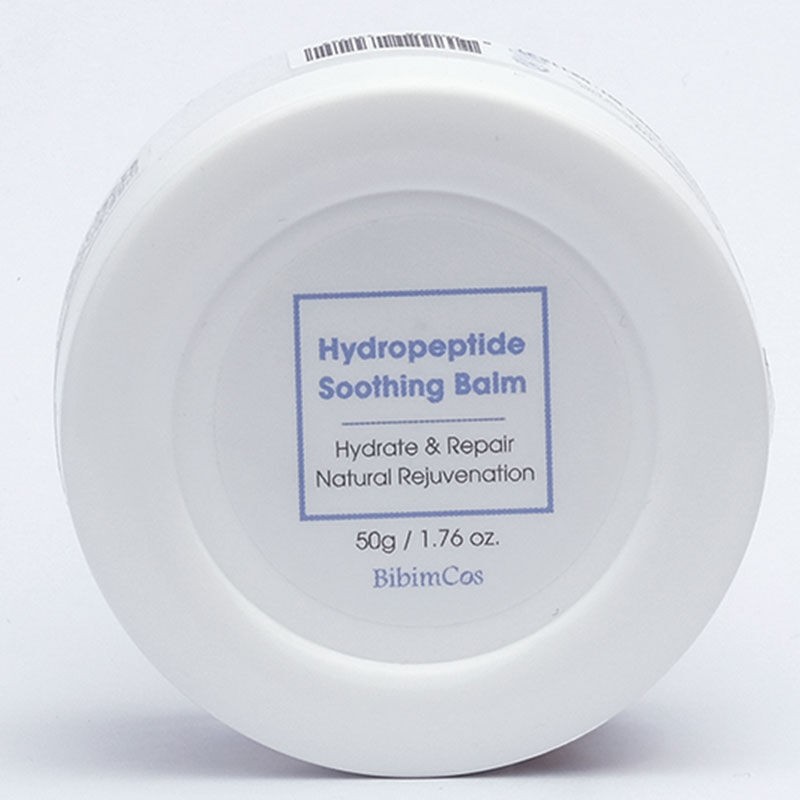 Hydropeptide
Soothing Balm
Hydrate & Repair
Natural Rejuvenation
50g / 1.76 oz.
BibimCos